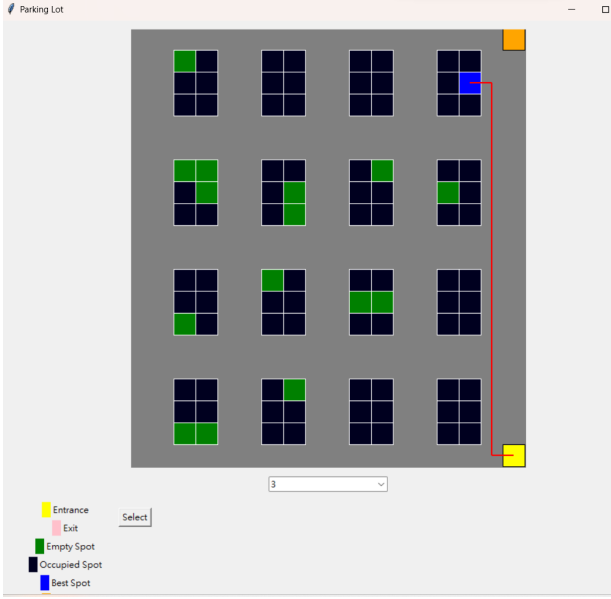 Parking Lot
3
Entrance
Select
Exit
Empty Spot
Occupied Spot
Best Spot